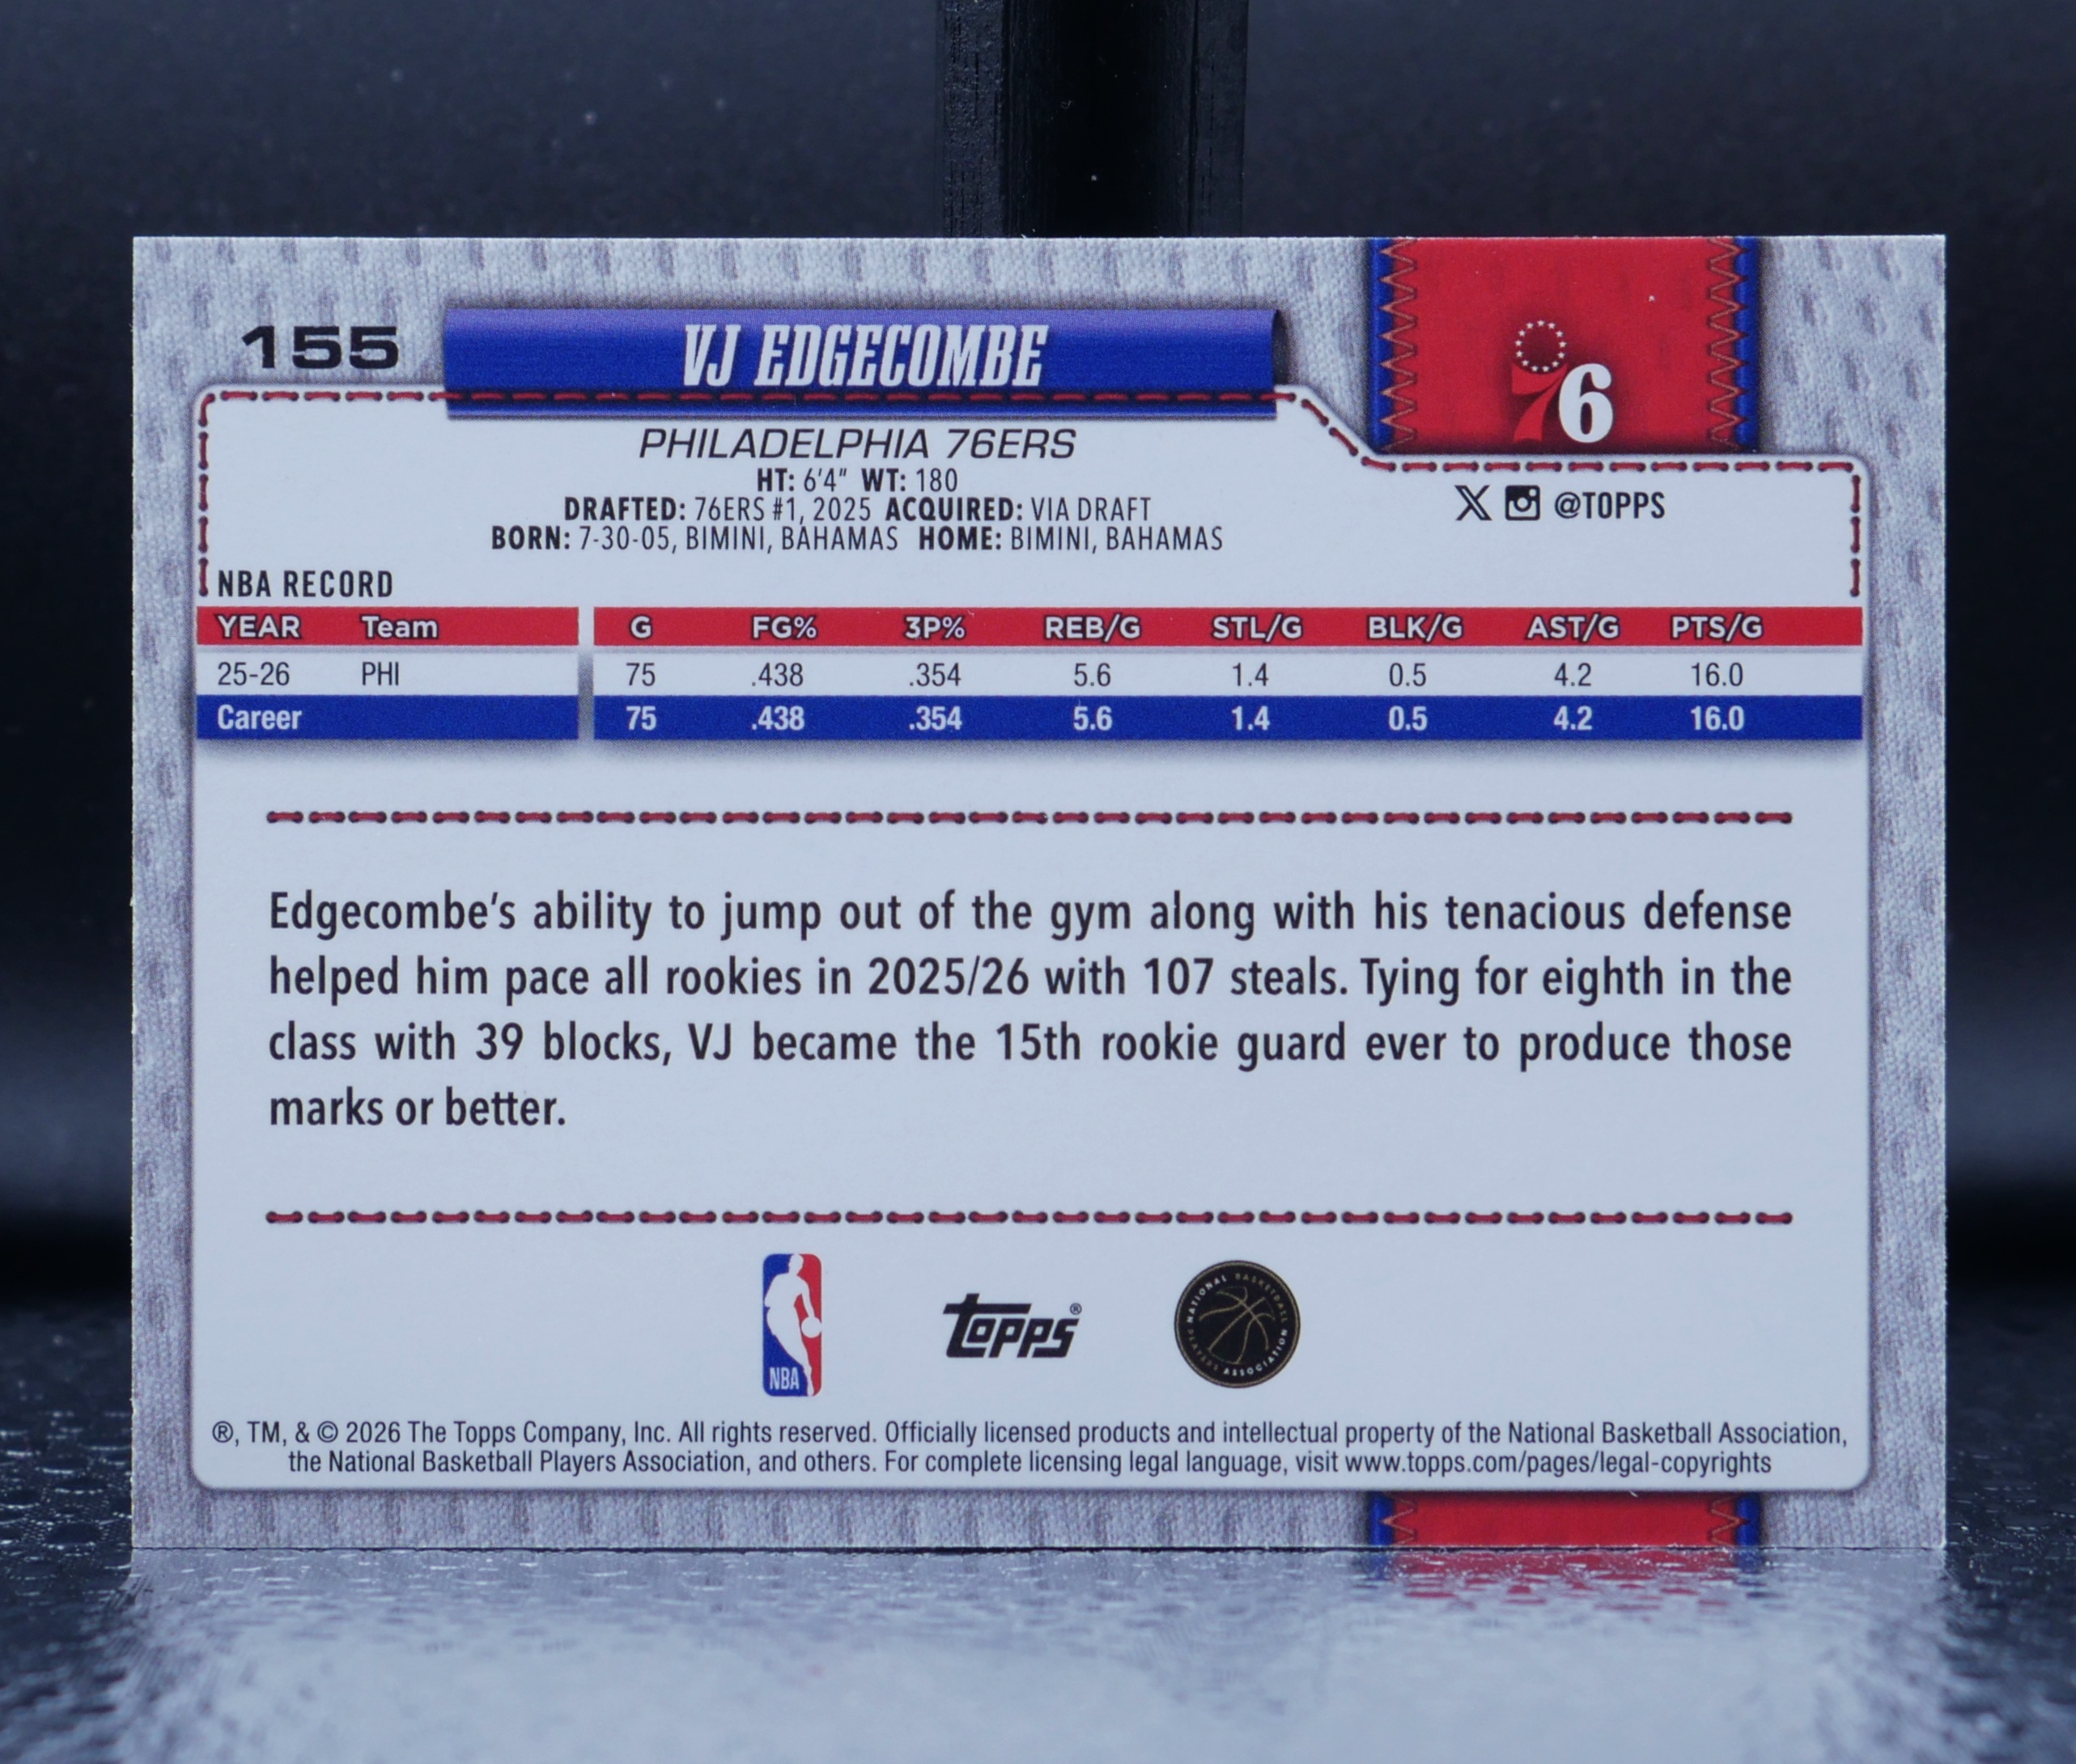 155
VJ EDGECOMBE
76
PHILADELPHIA 76ERS
HT: 6'4" WT: 180
DRAFTED: 76ERS #1, 2025 ACQUIRED: VIA DRAFT
BORN: 7-30-05, BIMINI, BAHAMAS HOME: BIMINI, BAHAMAS
@TOPPS
NBA RECORD
YEAR Team G FG% 3P% REB/G STL/G BLK/G AST/G PTS/G
25-26 PHI 75 .438 .354 5.6 1.4 0.5 4.2 16.0
Career 75 .438 .354 5.6 1.4 0.5 4.2 16.0
Edgecombe's ability to jump out of the gym along with his tenacious defense
helped him pace all rookies in 2025/26 with 107 steals. Tying for eighth in the
class with 39 blocks, VJ became the 15th rookie guard ever to produce those
marks or better.
NBA
topps®
NATIONAL BASKETBALL PLAYERS ASSOCIATION
®, TM, & © 2026 The Topps Company, Inc. All rights reserved. Officially licensed products and intellectual property of the National Basketball Association,
the National Basketball Players Association, and others. For complete licensing legal language, visit www.topps.com/pages/legal-copyrights